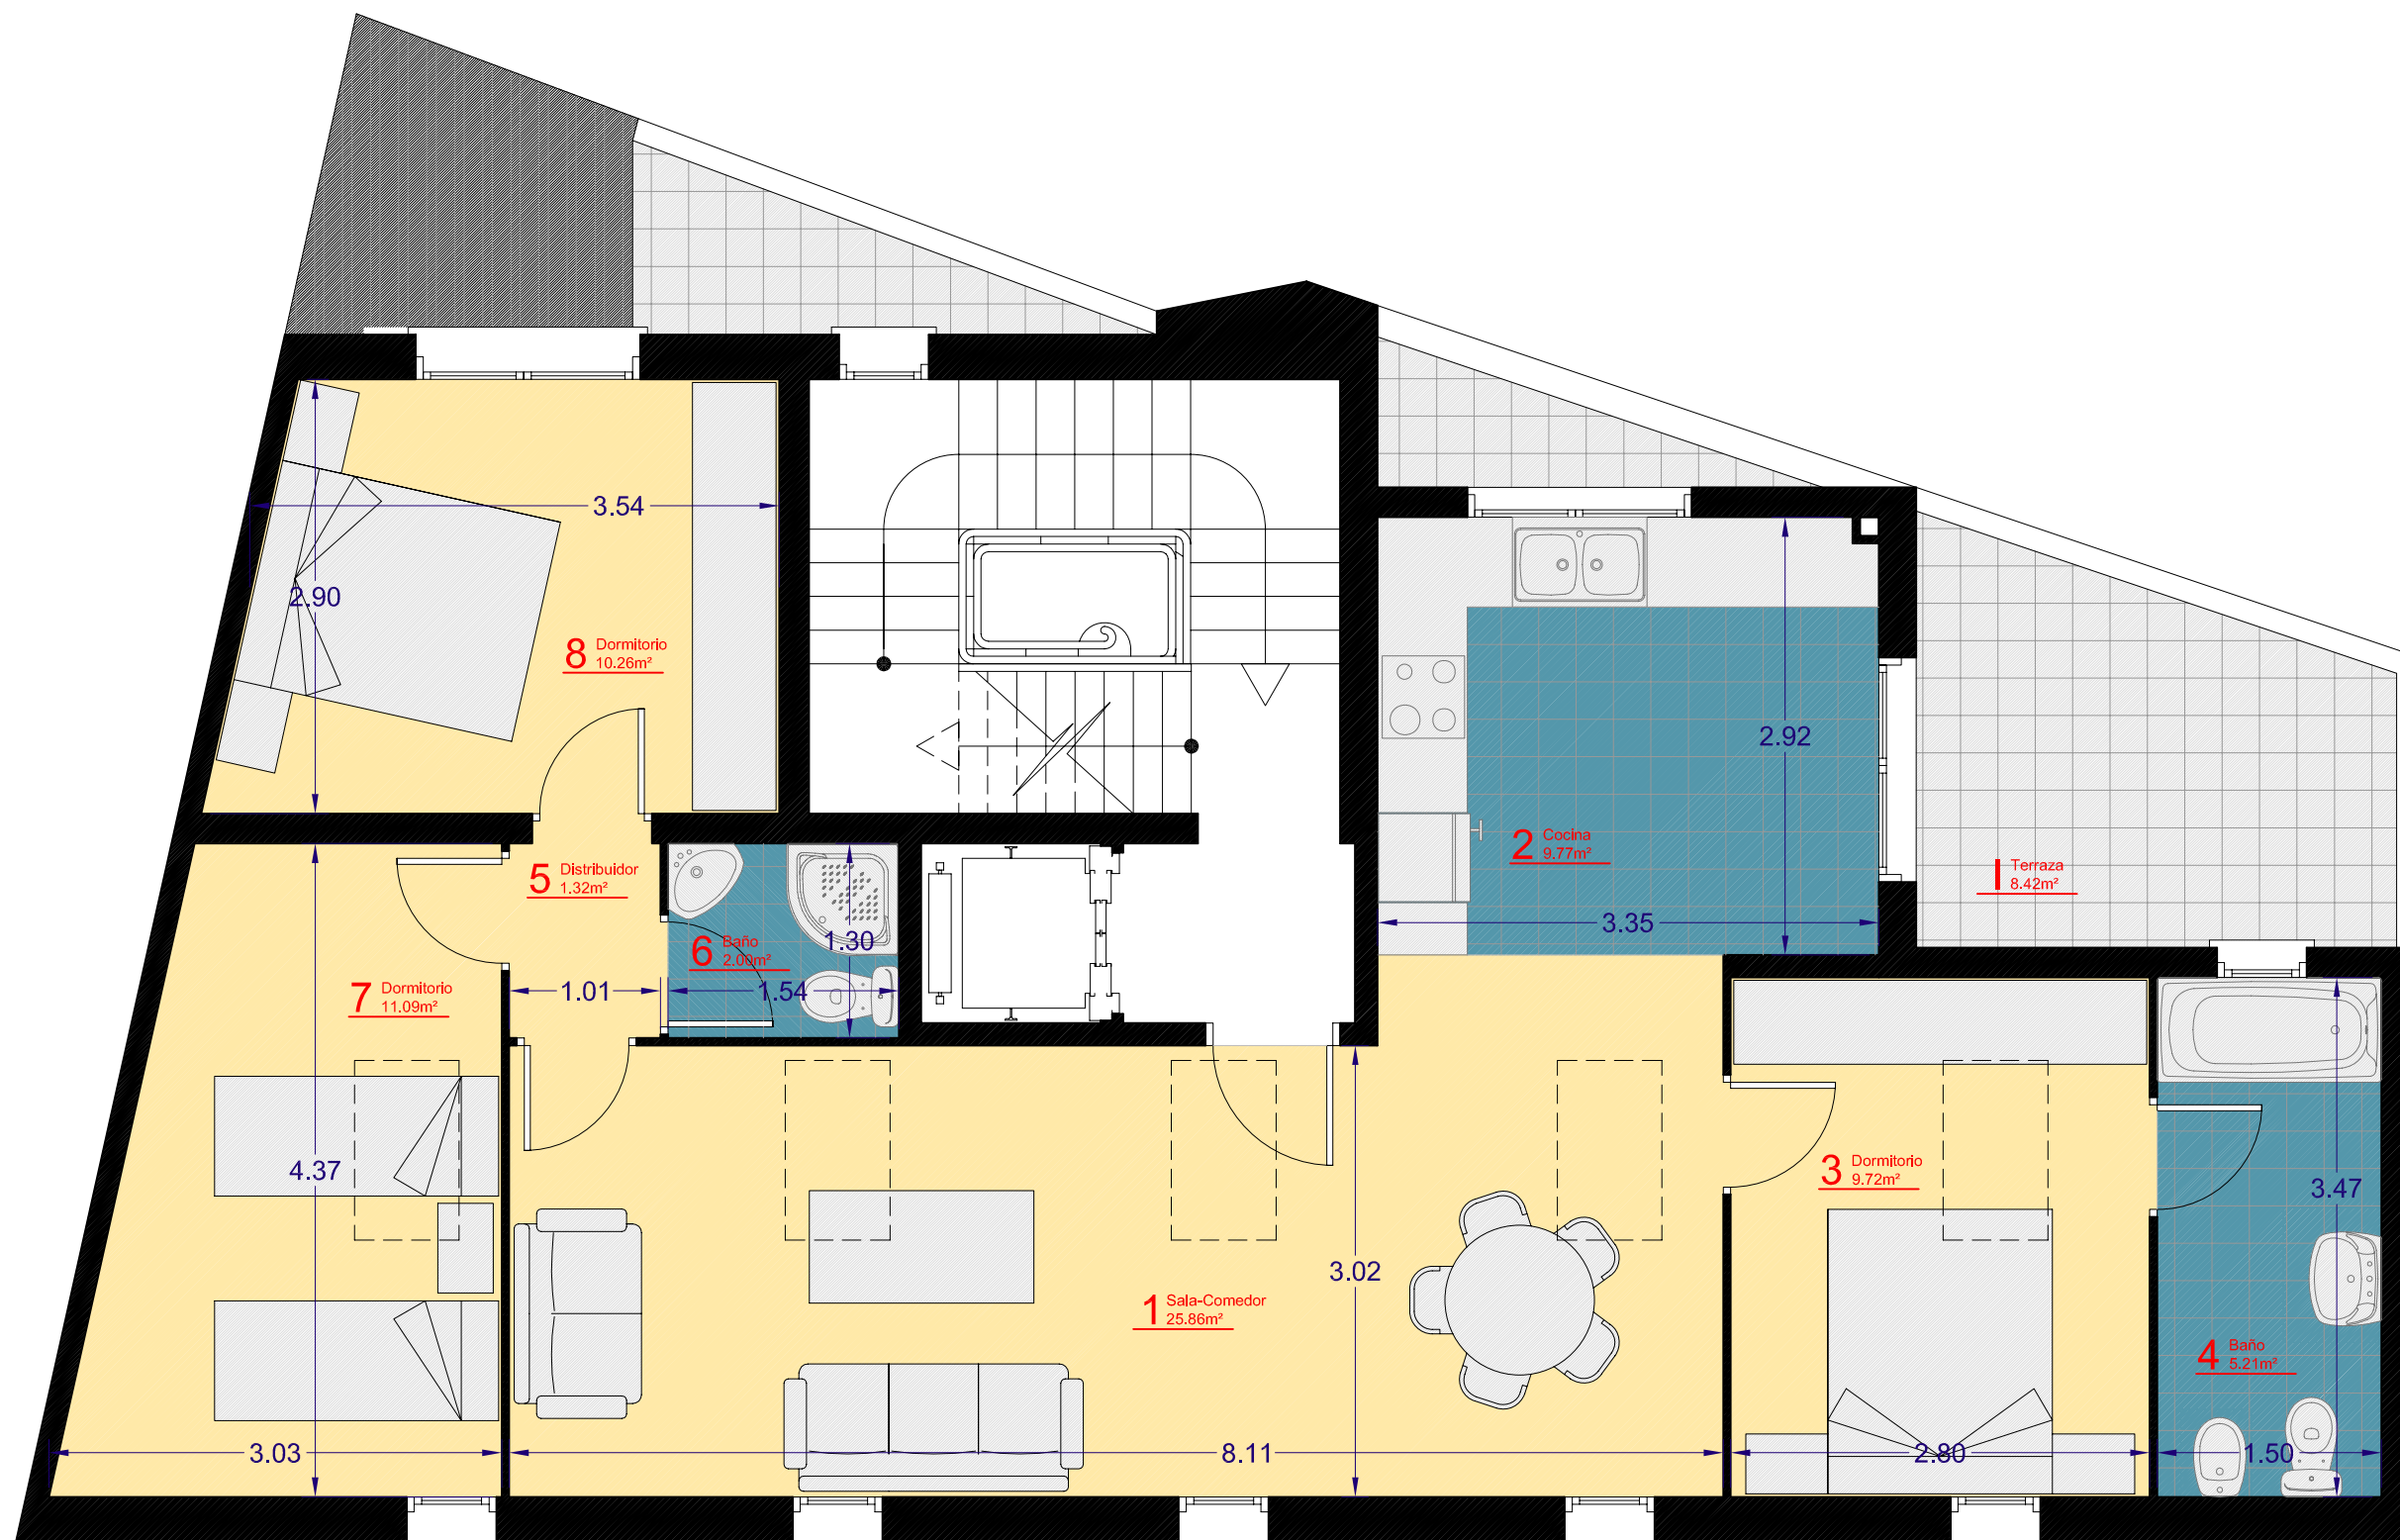 3.54
2.90
8 Dormitorio
10.26m²
2.92
2 Cocina
9.77m²
3.35
I Terraza
8.42m²
5 Distribuidor
1.32m²
6 Baño
2.00m²
1.30
1.01
1.54
7 Dormitorio
11.09m²
4.37
3 Dormitorio
9.72m²
3.47
3.02
1 Sala-Comedor
25.86m²
4 Baño
5.21m²
3.03
8.11
2.80
1.50